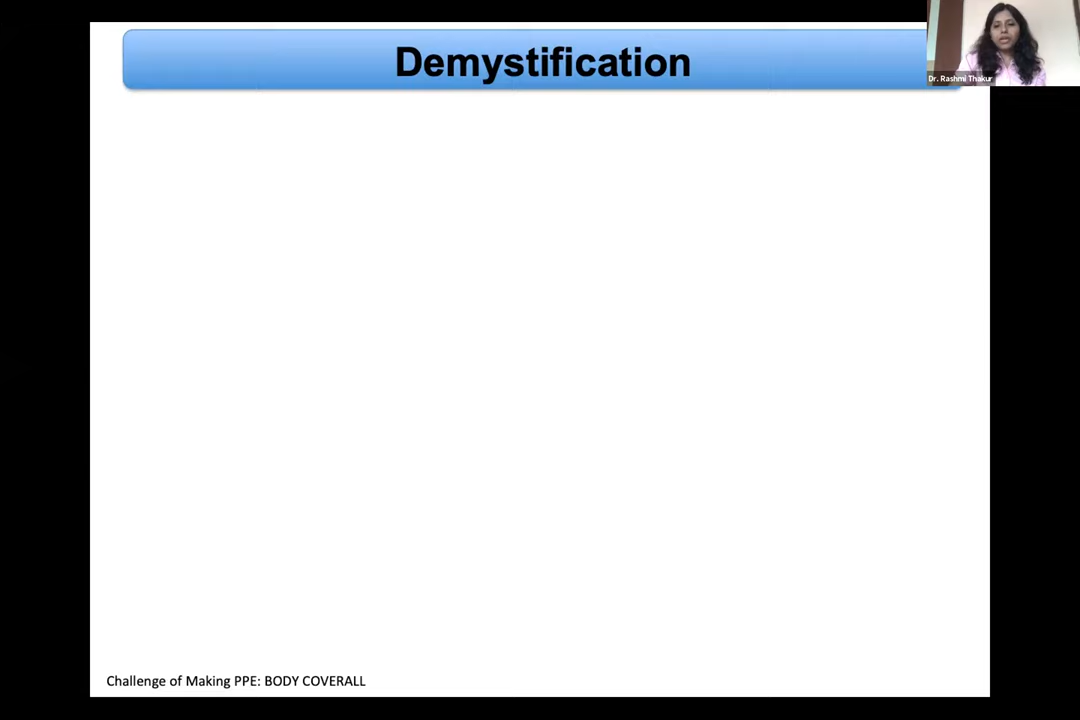 Demystification
Dr. Rashmi Thakur
Challenge of Making PPE: BODY COVERALL